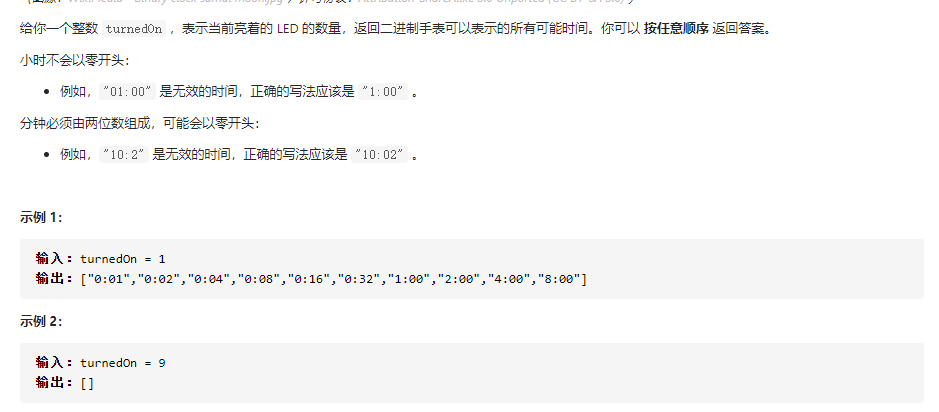 给你一个整数 turnedOn ，表示当前亮着的 LED 的数量，返回二进制手表可以表示的所有可能时间。你可以 按任意顺序 返回答案。
小时不会以零开头：
• 例如，"01:00" 是无效的时间，正确的写法应该是 "1:00" 。
分钟必须由两位数组成，可能会以零开头：
• 例如，"10:2" 是无效的时间，正确的写法应该是 "10:02" 。
示例 1：
输入：turnedOn = 1
输出：["0:01","0:02","0:04","0:08","0:16","0:32","1:00","2:00","4:00","8:00"]
示例 2：
输入：turnedOn = 9
输出：[]